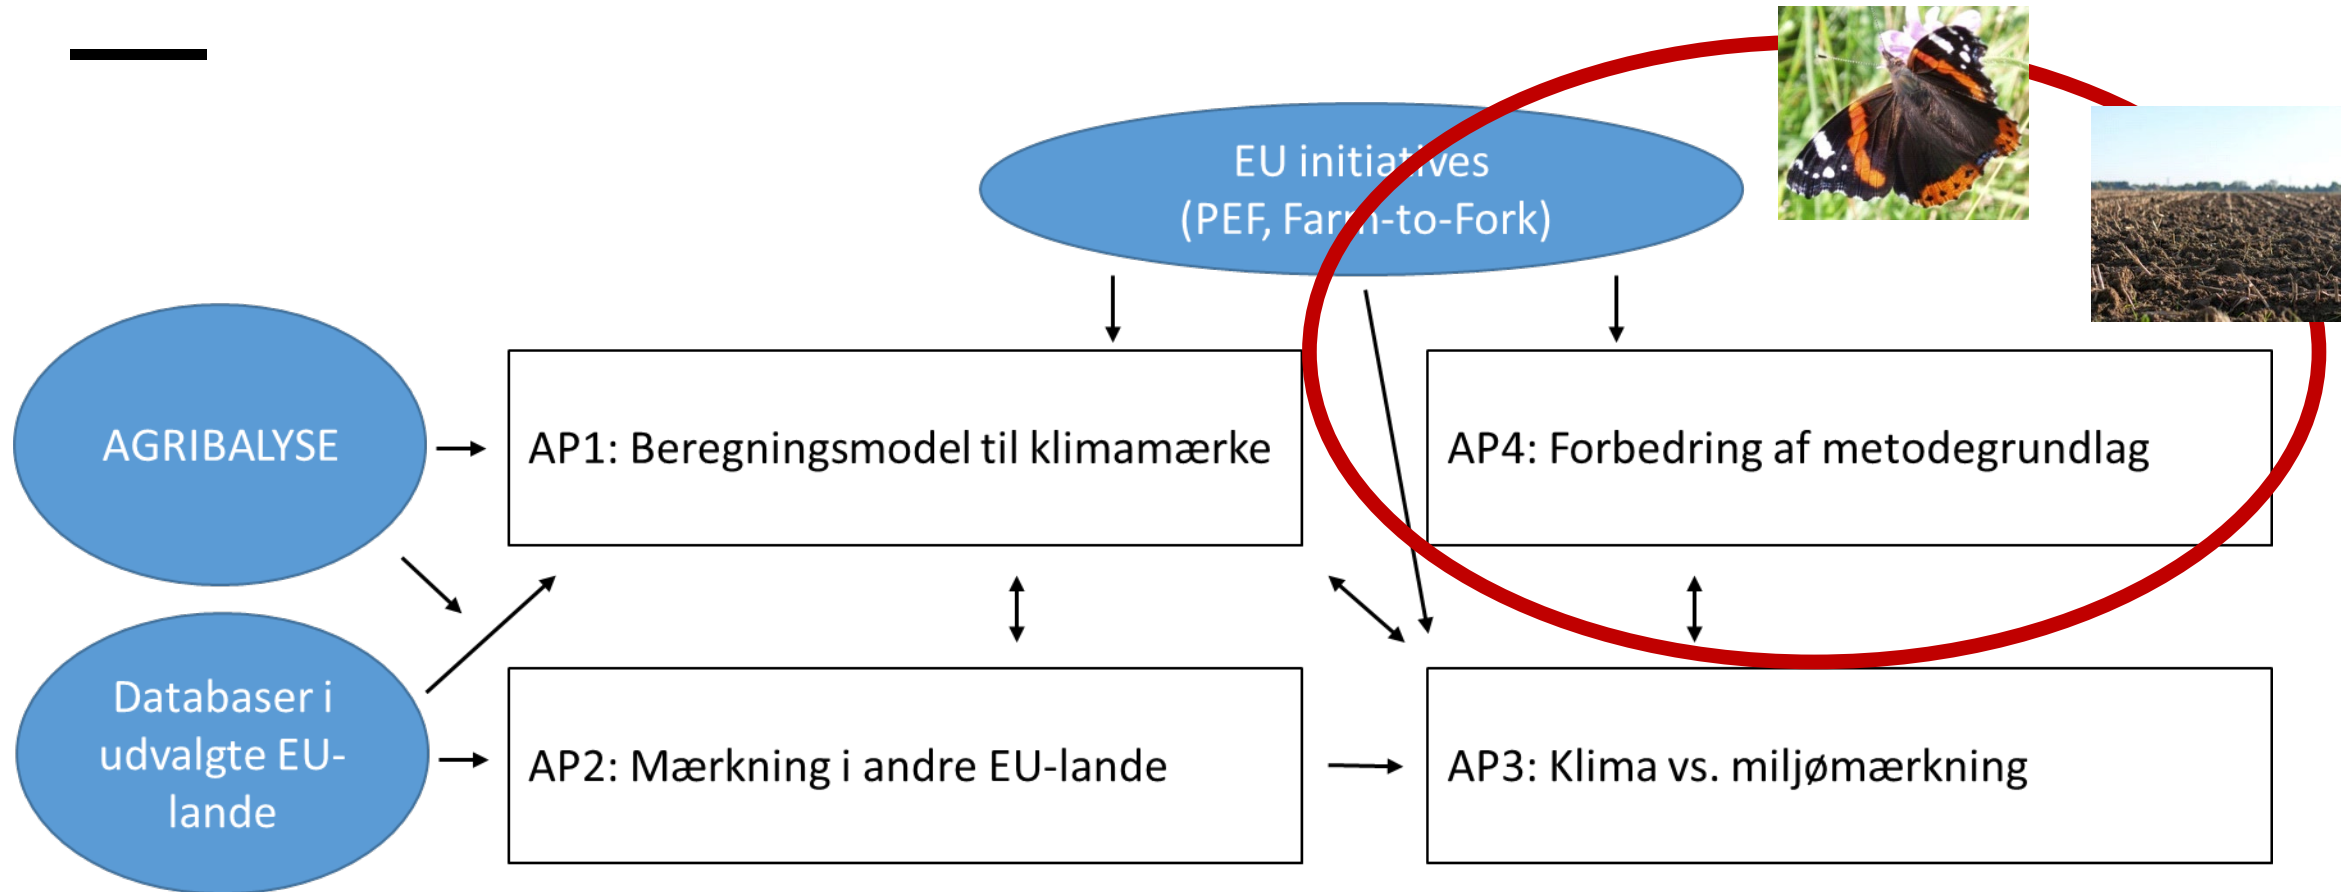 EU initiatives
(PEF, Farm-to-Fork)
AGRIBALYSE
AP1: Beregningsmodel til klimamærke
AP4: Forbedring af metodegrundlag
Databaser i
udvalgte EU-
lande
AP2: Mærkning i andre EU-lande
AP3: Klima vs. miljømærkning